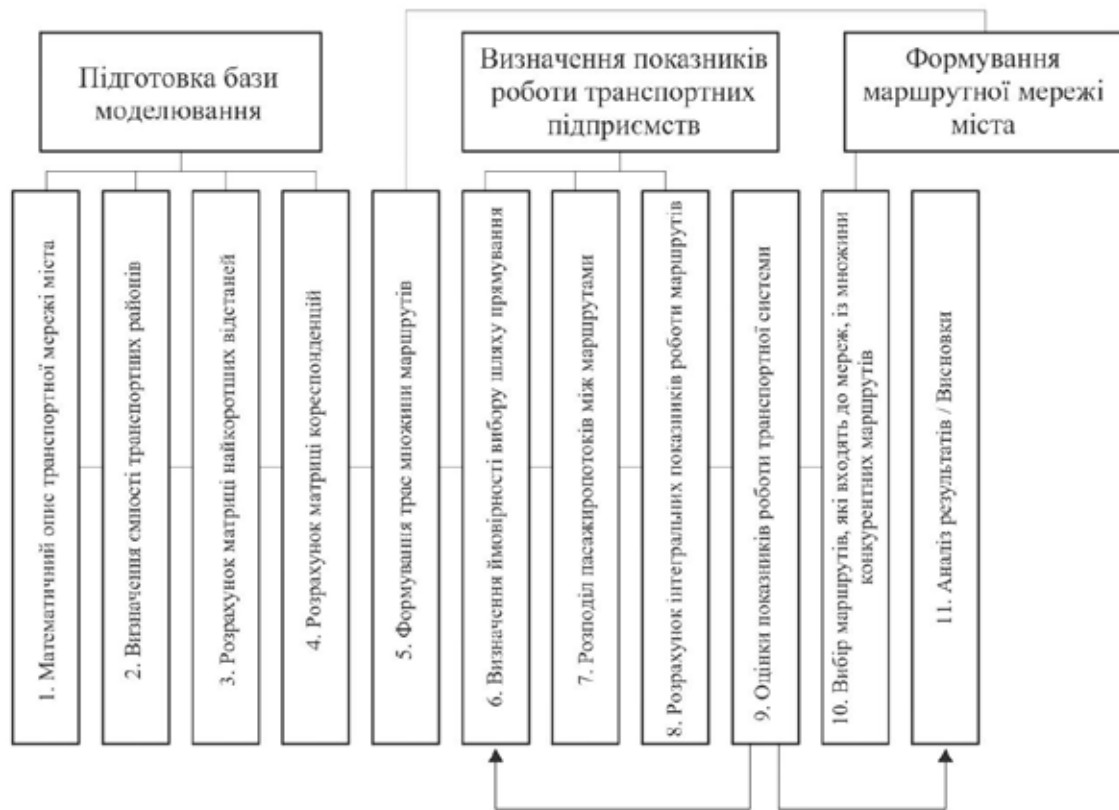 Підготовка бази
моделювання
Визначення показників
роботи транспортних
підприємств
Формування
маршрутної мережі
міста
1. Математичний опис транспортної мережі міста
2. Визначення ємності транспортних районів
3. Розрахунок матриці найкоротших відстаней
4. Розрахунок матриці кореспонденцій
5. Формування трас множини маршрутів
6. Визначення ймовірності вибору шляху прямування
7. Розподіл пасажиропотоків між маршрутами
8. Розрахунок інтегральних показників роботи маршрутів
9. Оцінки показників роботи транспортної системи
10. Вибір маршрутів, які входять до мереж, із множини
конкурентних маршрутів
11. Аналіз результатів / Висновки